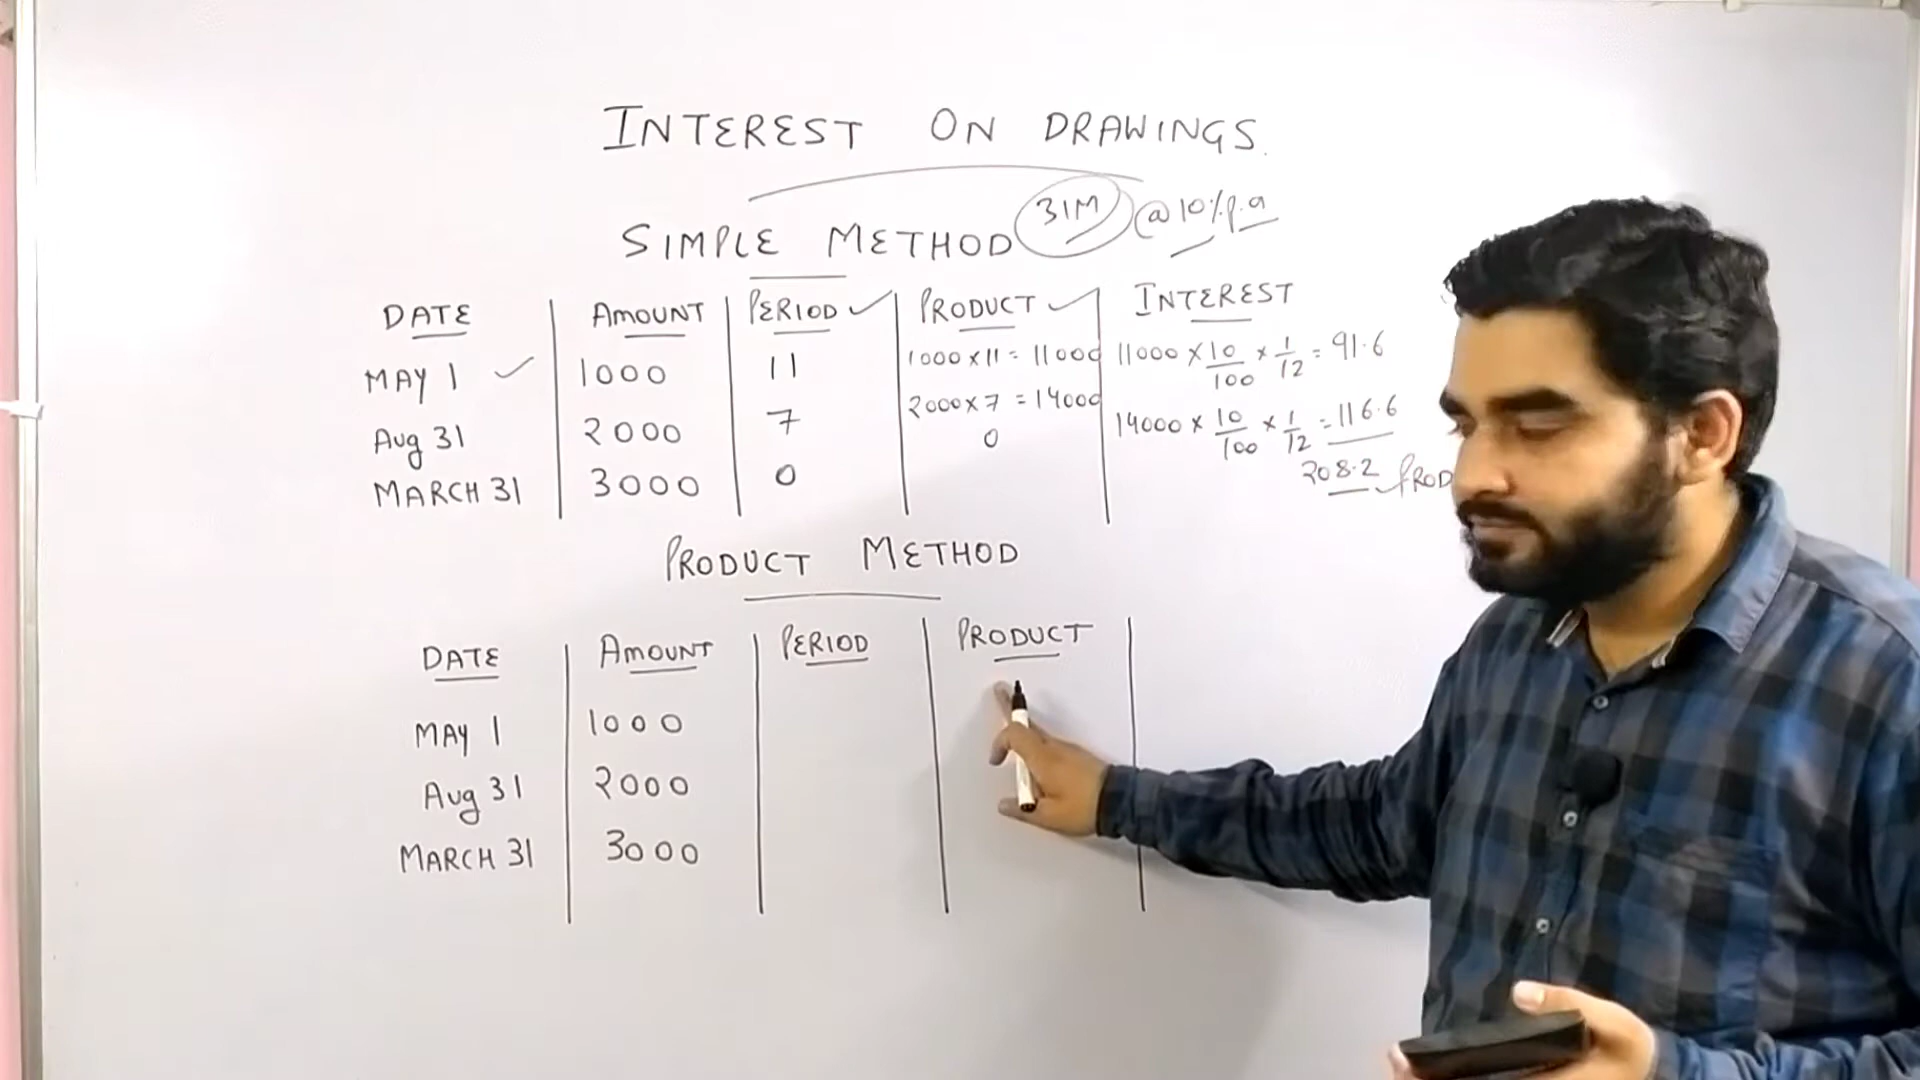 INTEREST ON DRAWINGS.
SIMPLE METHOD 31M @ 10% p.a
DATE AMOUNT PERIOD PRODUCT INTEREST
MAY 1 1000 11 1000 x 11 = 11000 11000 x 10/100 x 1/12 = 91.6
Aug 31 2000 7 2000 x 7 = 14000 14000 x 10/100 x 1/12 = 116.6
MARCH 31 3000 0 0 208.2 PROD
PRODUCT METHOD
DATE AMOUNT PERIOD PRODUCT
MAY 1 1000
Aug 31 2000
MARCH 31 3000